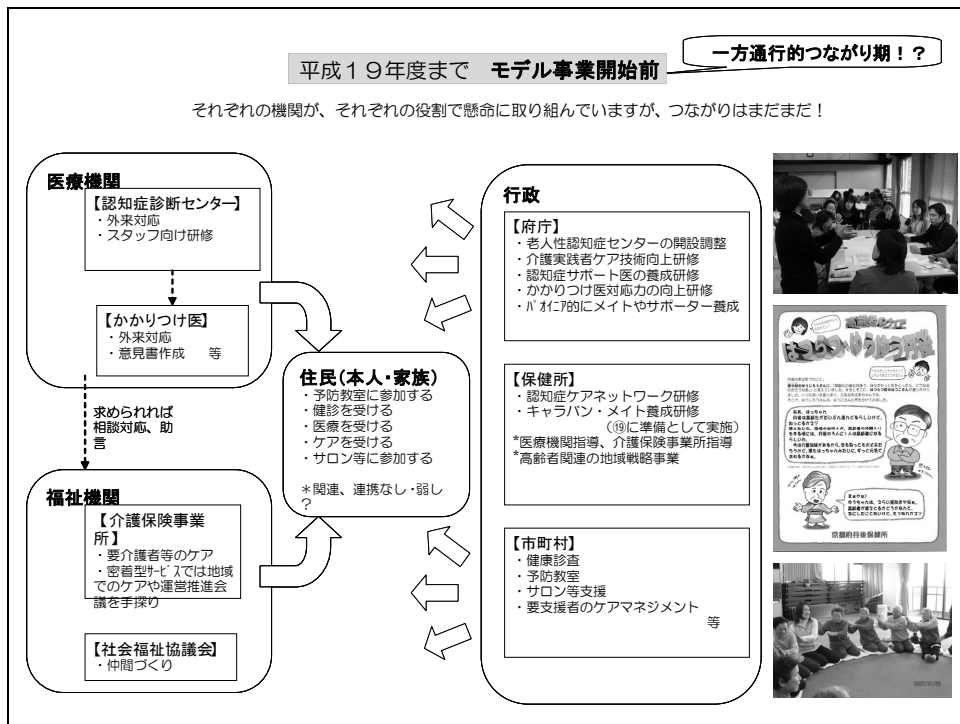 一方通行的つながり期！？
平成１９年度まで　モデル事業開始前
それぞれの機関が、それぞれの役割で懸命に取り組んでいますが、つながりはまだまだ！
医療機関
【認知症診断センター】
・外来対応
・スタッフ向け研修
【かかりつけ医】
・外来対応
・意見書作成　等
求められれば
相談対応、助
言
福祉機関
【介護保険事業
所】
・要介護者等のケア
・密着型ｻｰﾋﾞｽでは地域
でのケアや運営推進会
議を手探り
【社会福祉協議会】
・仲間づくり
住民（本人・家族）
・予防教室に参加する
・健診を受ける
・医療を受ける
・ケアを受ける
・サロン等に参加する
＊関連、連携なし・弱し
？
行政
【府庁】
・老人性認知症センターの開設調整
・介護実践者ケア技術向上研修
・認知症サポート医の養成研修
・かかりつけ医対応力の向上研修
・ﾊﾟｵﾆｱ的にメイトやサポーター養成
【保健所】
・認知症ケアネットワーク研修
・キャラバン・メイト養成研修
（⑲に準備として実施）
*医療機関指導、介護保険事業所指導
*高齢者関連の地域戦略事業
【市町村】
・健康診査
・予防教室
・サロン等支援
・要支援者のケアマネジメント
等
はつらつ・ゆうゆう丹後
京都府丹後保健所